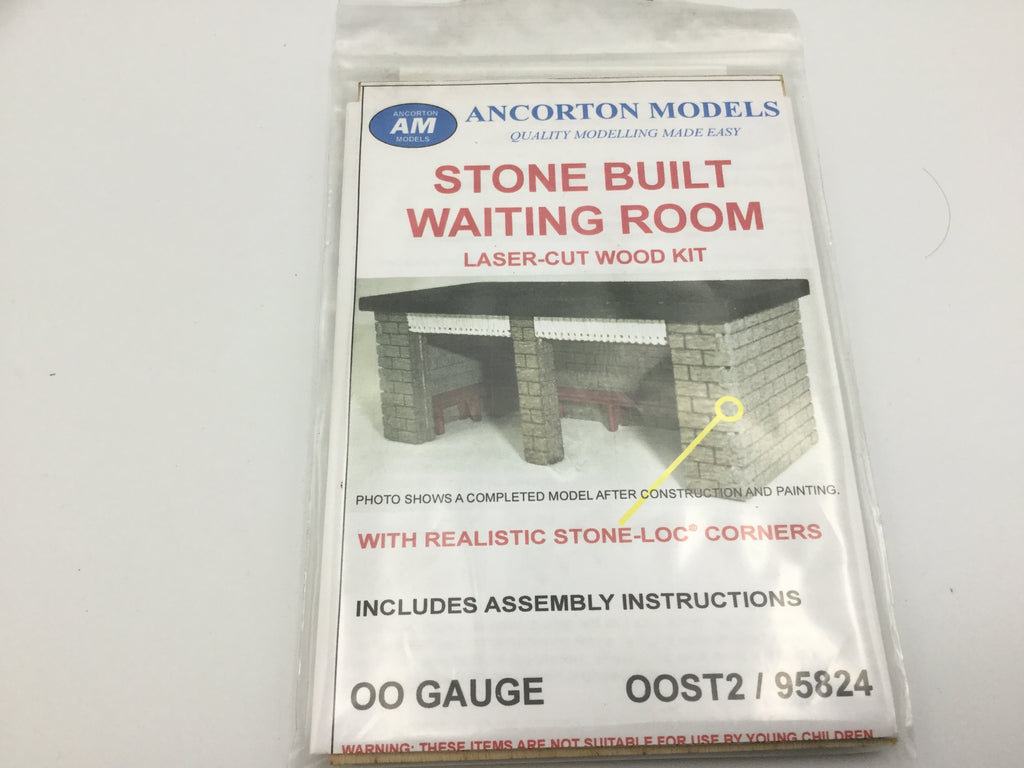 ANCORTON
AM
MODELS
ANCORTON MODELS
QUALITY MODELLING MADE EASY
STONE BUILT
WAITING ROOM
LASER-CUT WOOD KIT
PHOTO SHOWS A COMPLETED MODEL AFTER CONSTRUCTION AND PAINTING.
WITH REALISTIC STONE-LOC® CORNERS
INCLUDES ASSEMBLY INSTRUCTIONS
OO GAUGE
OOST2 / 95824
WARNING: THESE ITEMS ARE NOT SUITABLE FOR USE BY YOUNG CHILDREN